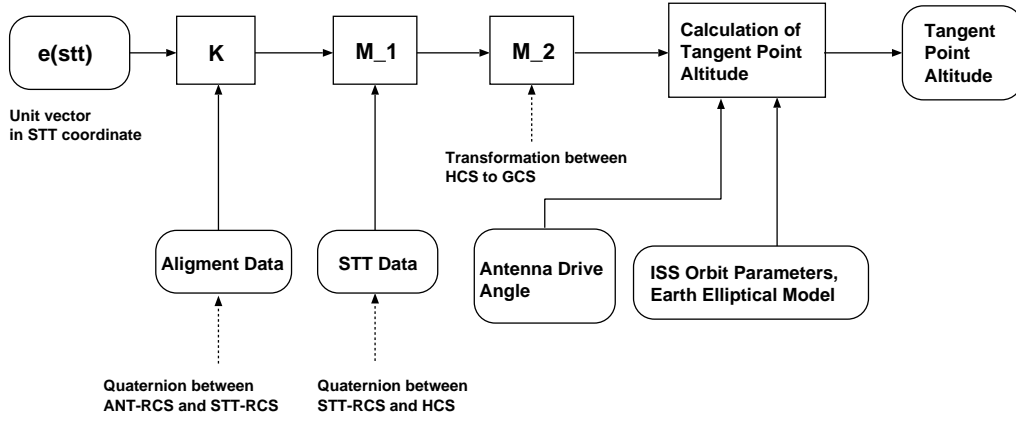 e(stt)
K
M_1
M_2
Calculation of
Tangent Point
Altitude
Tangent
Point
Altitude
Unit vector
in STT coordinate
Transformation between
HCS to GCS
Aligment Data
STT Data
Antenna Drive
Angle
ISS Orbit Parameters,
Earth Elliptical Model
Quaternion between
ANT-RCS and STT-RCS
Quaternion between
STT-RCS and HCS